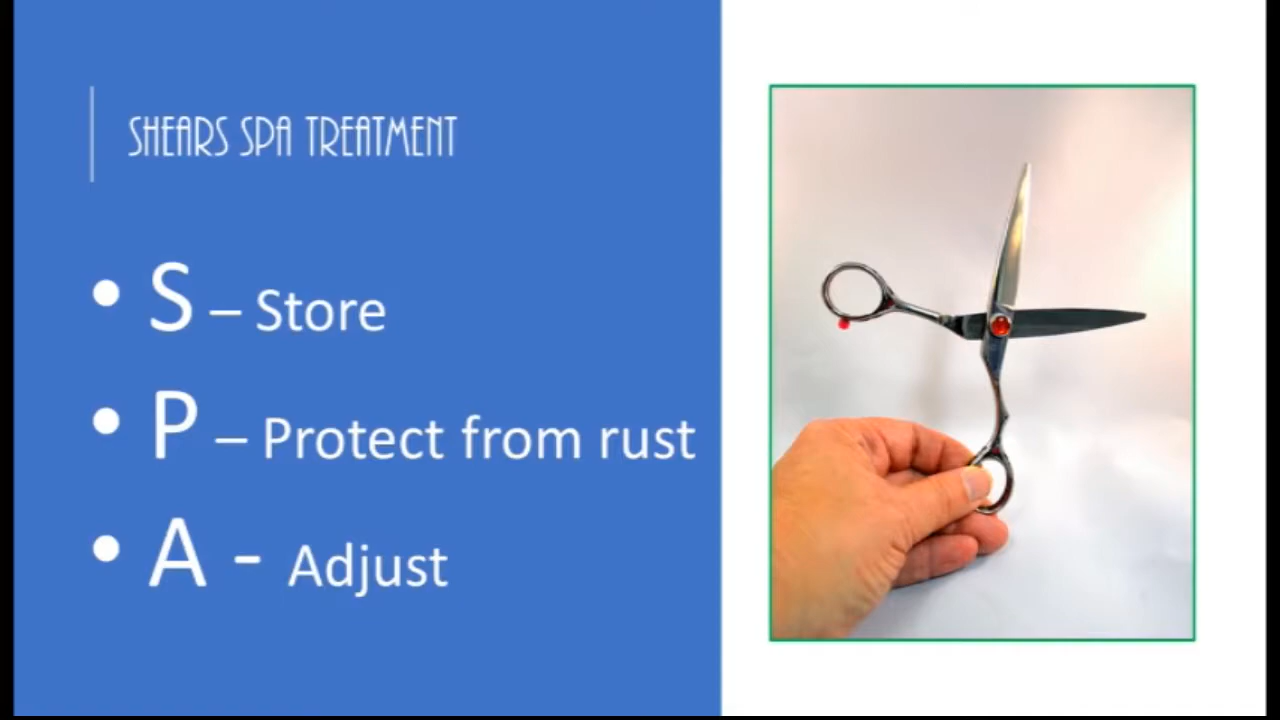 SHEARS SPA TREATMENT
• S – Store
• P – Protect from rust
• A - Adjust